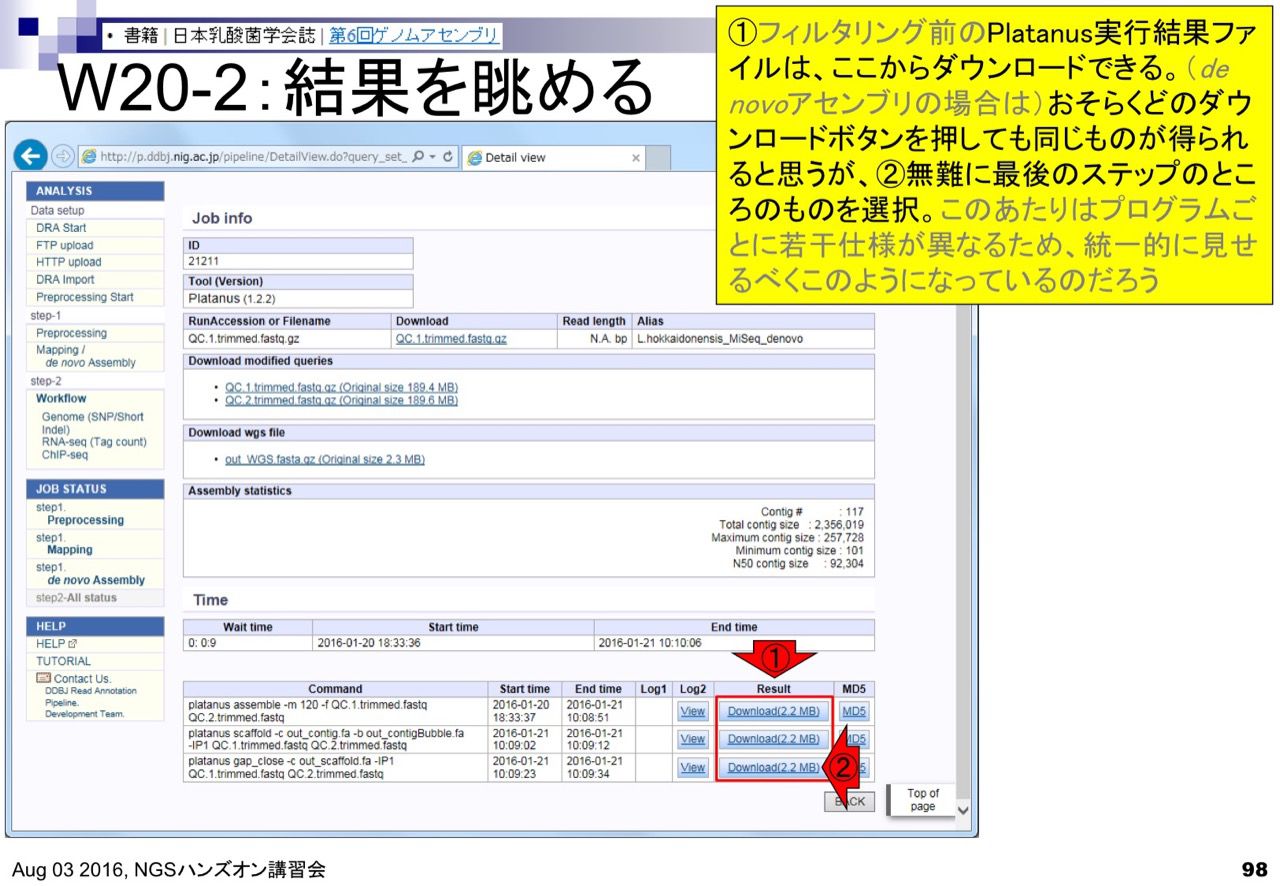 • 書籍 | 日本乳酸菌学会誌 | 第6回ゲノムアセンブリ
W20-2：結果を眺める
①フィルタリング前のPlatanus実行結果ファ
イルは、ここからダウンロードできる。（de
novoアセンブリの場合は）おそらくどのダウ
ンロードボタンを押しても同じものが得られ
ると思うが、②無難に最後のステップのとこ
ろのものを選択。このあたりはプログラムご
とに若干仕様が異なるため、統一的に見せ
るべくこのようになっているのだろう
http://p.ddbj.nig.ac.jp/pipeline/DetailView.do?query_set_
Detail view
ANALYSIS
Data setup
DRA Start
FTP upload
HTTP upload
DRA Import
Preprocessing Start
step-1
Preprocessing
Mapping /
de novo Assembly
step-2
Workflow
Genome (SNP/Short
Indel)
RNA-seq (Tag count)
ChIP-seq
JOB STATUS
step1.
Preprocessing
step1.
Mapping
step1.
de novo Assembly
step2-All status
HELP
HELP
TUTORIAL
Contact Us.
DDBJ Read Annotation
Pipeline.
Development Team.
Job info
ID
21211
Tool (Version)
Platanus (1.2.2)
RunAccession or Filename Download Read length Alias
QC.1.trimmed.fastq.gz QC.1.trimmed.fastq.gz N.A. bp L.hokkaidonensis_MiSeq_denovo
Download modified queries
• QC.1.trimmed.fastq.gz (Original size 189.4 MB)
• QC.2.trimmed.fastq.gz (Original size 189.6 MB)
Download wgs file
• out_WGS.fasta.gz (Original size 2.3 MB)
Assembly statistics
Contig # : 117
Total contig size : 2,356,019
Maximum contig size : 257,728
Minimum contig size : 101
N50 contig size : 92,304
Time
Wait time Start time End time
0: 0:9 2016-01-20 18:33:36 2016-01-21 10:10:06
①
Command Start time End time Log1 Log2 Result MD5
platanus assemble -m 120 -f QC.1.trimmed.fastq 2016-01-20 2016-01-21 View Download(2.2 MB) MD5
QC.2.trimmed.fastq 18:33:37 10:08:51
platanus scaffold -c out_contig.fa -b out_contigBubble.fa 2016-01-21 2016-01-21 View Download(2.2 MB) MD5
-IP1 QC.1.trimmed.fastq QC.2.trimmed.fastq 10:09:02 10:09:12
platanus gap_close -c out_scaffold.fa -IP1 2016-01-21 2016-01-21 View Download(2.2 MB) ②
QC.1.trimmed.fastq QC.2.trimmed.fastq 10:09:23 10:09:34
BACK
Top of
page
Aug 03 2016, NGSハンズオン講習会
98